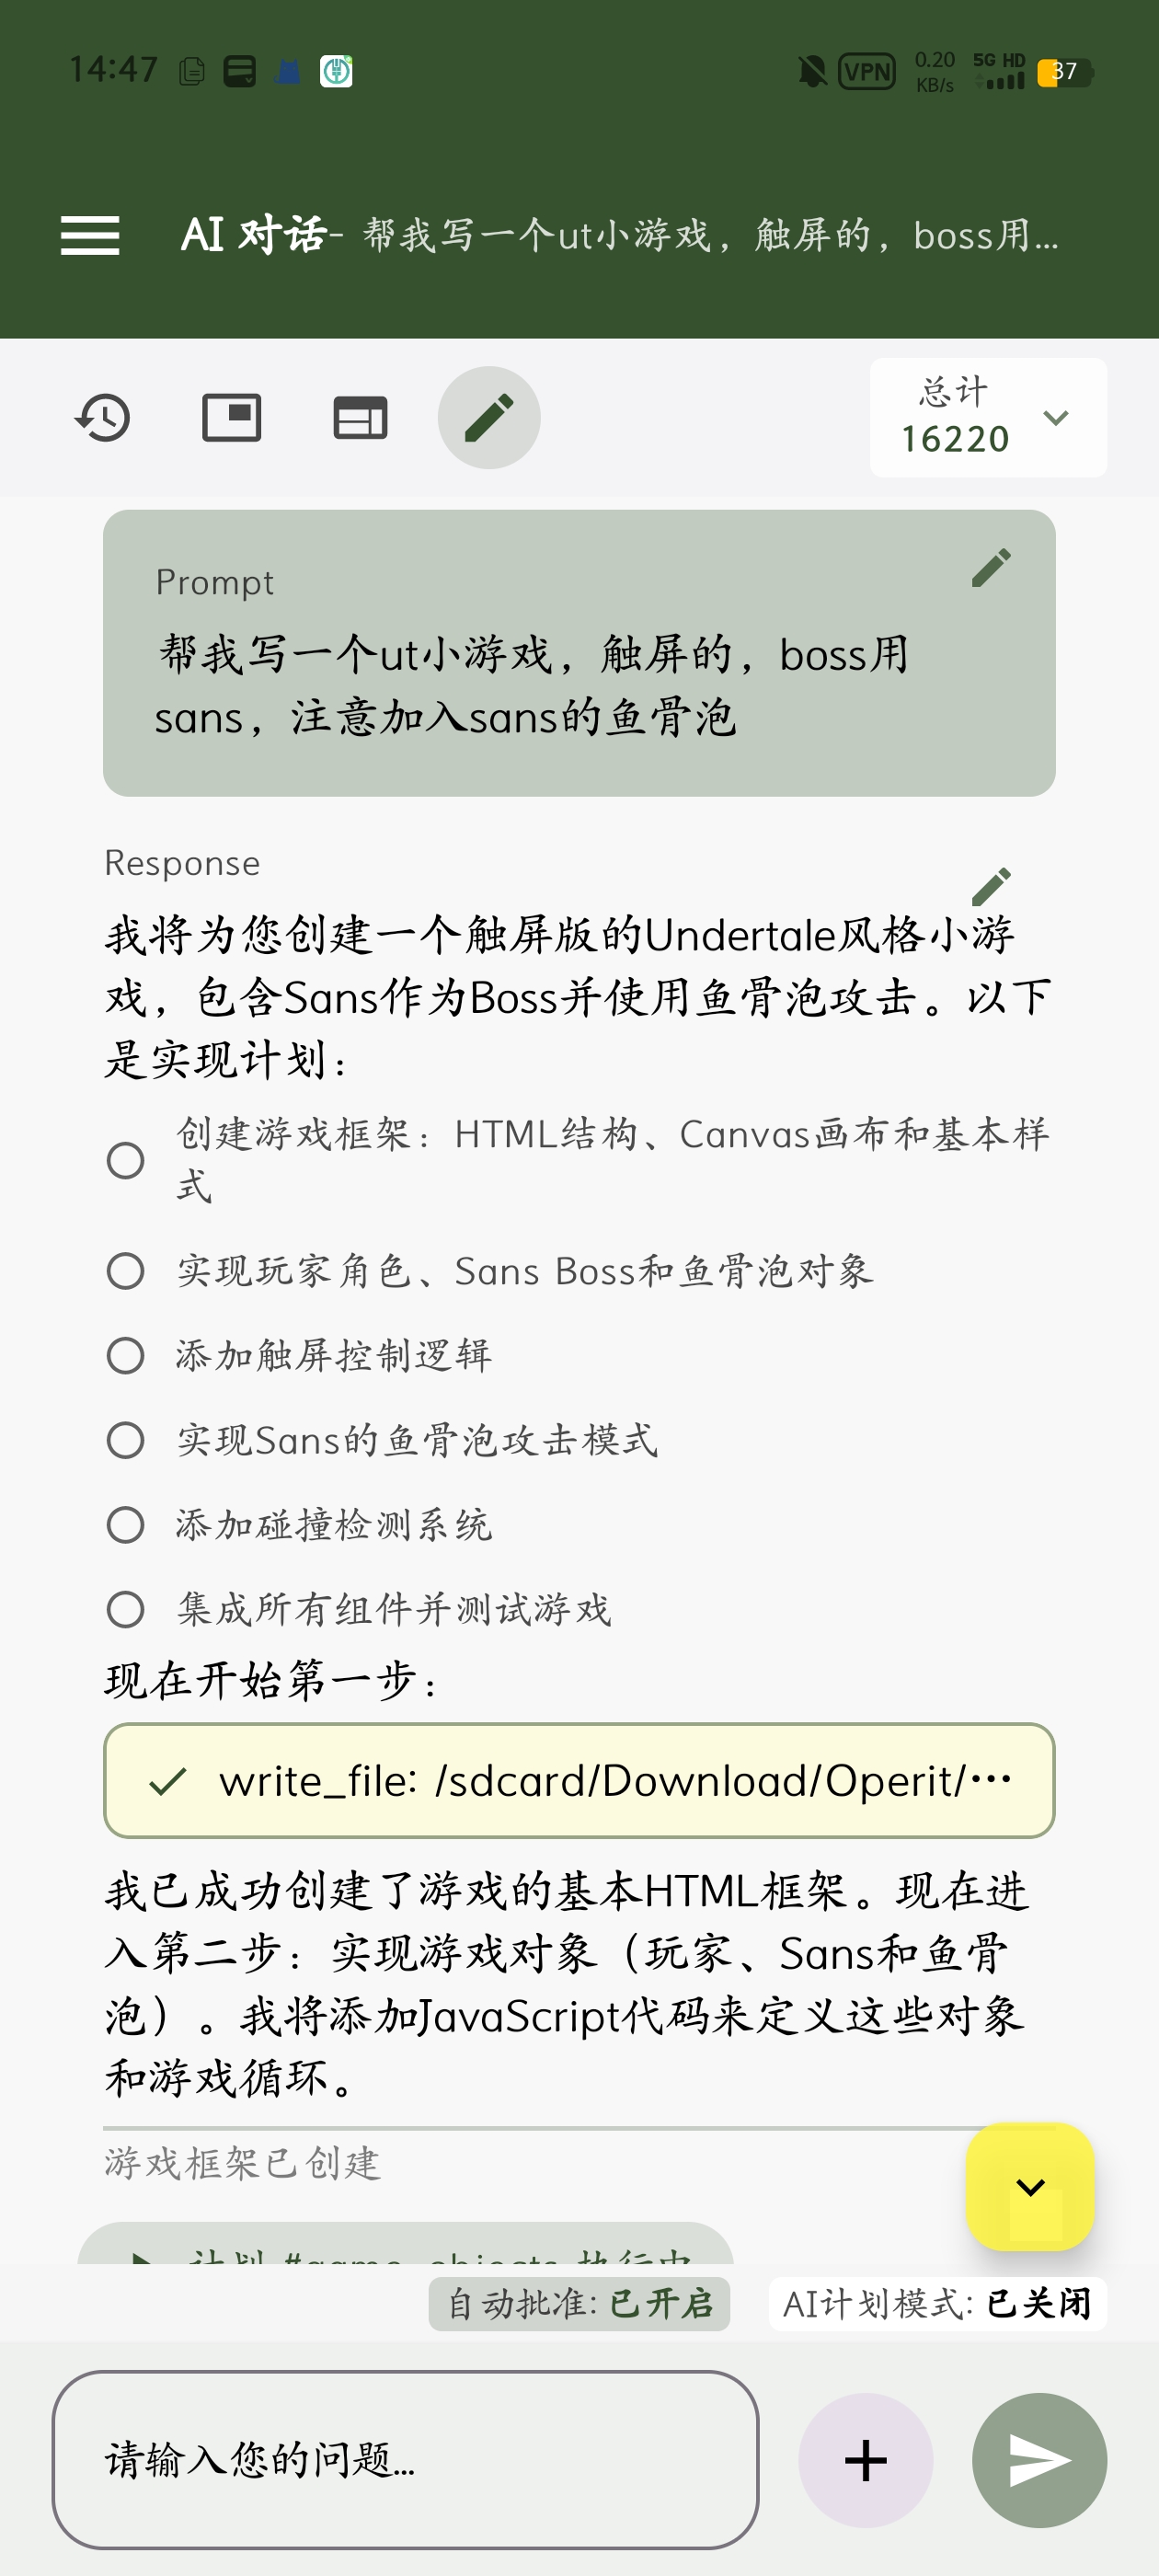 14:47
VPN
0.20
KB/s
5G HD
37
AI 对话- 帮我写一个ut小游戏，触屏的，boss用...
总计
16220
Prompt
帮我写一个ut小游戏，触屏的，boss用
sans，注意加入sans的鱼骨泡
Response
我将为您创建一个触屏版的Undertale风格小游
戏，包含Sans作为Boss并使用鱼骨泡攻击。以下
是实现计划：
创建游戏框架：HTML结构、Canvas画布和基本样
式
实现玩家角色、Sans Boss和鱼骨泡对象
添加触屏控制逻辑
实现Sans的鱼骨泡攻击模式
添加碰撞检测系统
集成所有组件并测试游戏
现在开始第一步：
write_file: /sdcard/Download/Operit/···
我已成功创建了游戏的基本HTML框架。现在进
入第二步：实现游戏对象（玩家、Sans和鱼骨
泡）。我将添加JavaScript代码来定义这些对象
和游戏循环。
游戏框架已创建
计划 #game_objects 执行中
自动批准: 已开启
AI计划模式: 已关闭
请输入您的问题...